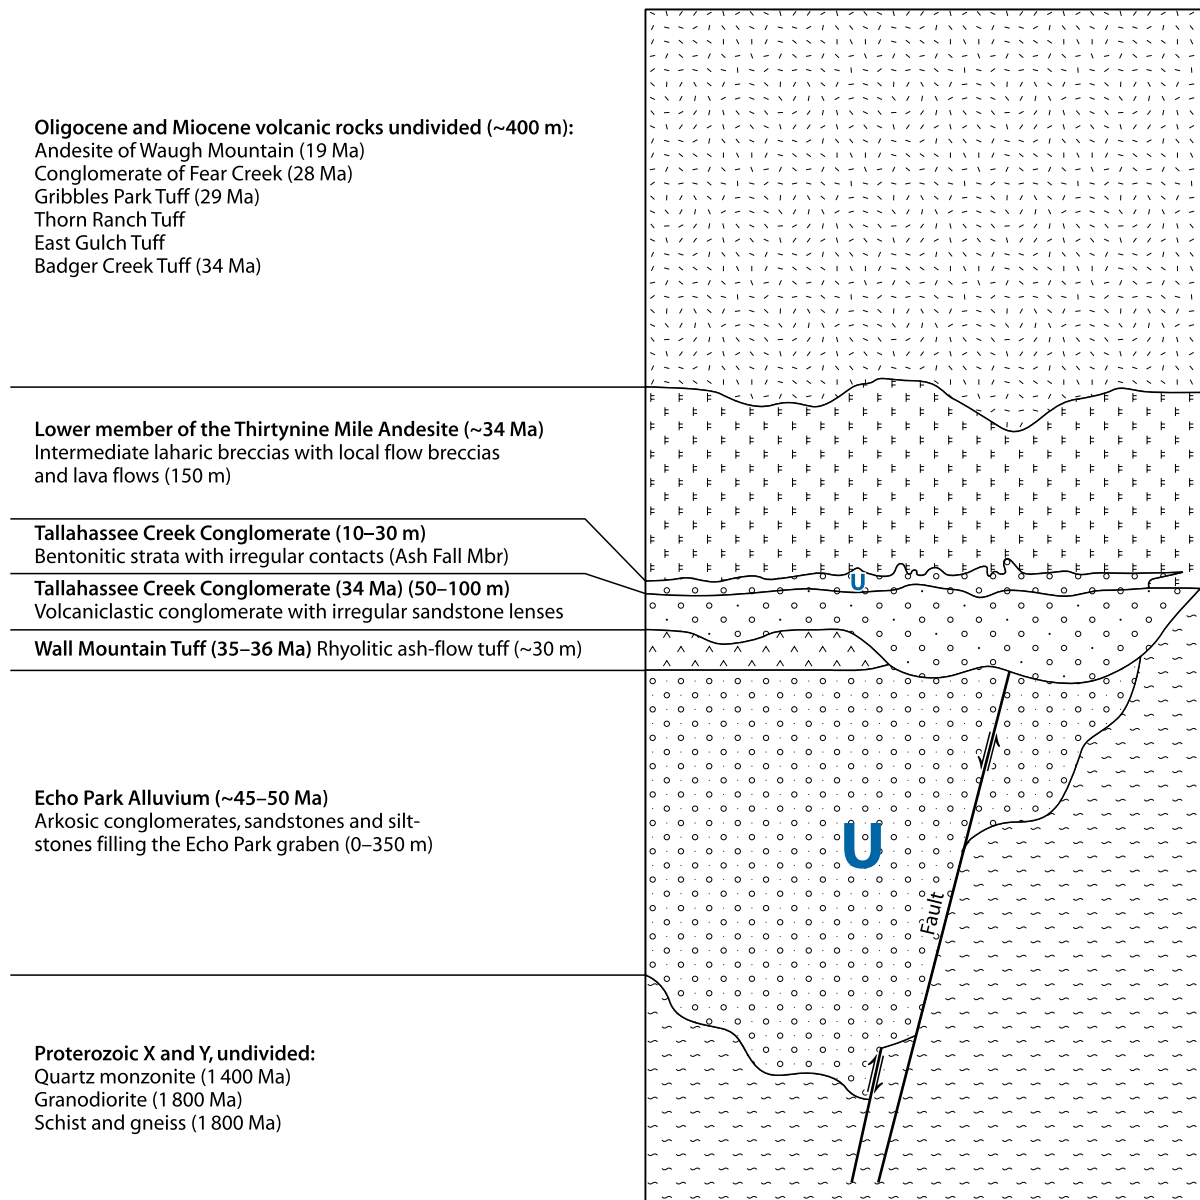 Oligocene and Miocene volcanic rocks undivided (~400 m):
Andesite of Waugh Mountain (19 Ma)
Conglomerate of Fear Creek (28 Ma)
Gribbles Park Tuff (29 Ma)
Thorn Ranch Tuff
East Gulch Tuff
Badger Creek Tuff (34 Ma)
Lower member of the Thirtynine Mile Andesite (~34 Ma)
Intermediate laharic breccias with local flow breccias
and lava flows (150 m)
Tallahassee Creek Conglomerate (10–30 m)
Bentonitic strata with irregular contacts (Ash Fall Mbr)
U
Tallahassee Creek Conglomerate (34 Ma) (50–100 m)
Volcaniclastic conglomerate with irregular sandstone lenses
Wall Mountain Tuff (35–36 Ma) Rhyolitic ash-flow tuff (~30 m)
Echo Park Alluvium (~45–50 Ma)
Arkosic conglomerates, sandstones and silt-
stones filling the Echo Park graben (0–350 m)
U
Fault
Proterozoic X and Y, undivided:
Quartz monzonite (1 400 Ma)
Granodiorite (1 800 Ma)
Schist and gneiss (1 800 Ma)